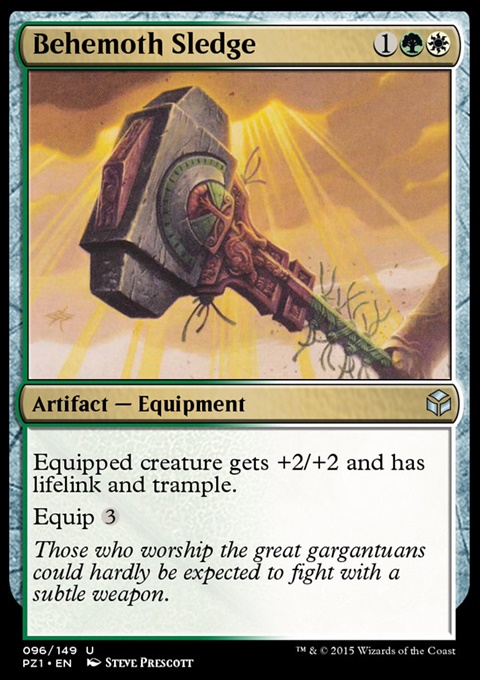 Behemoth Sledge 1
Artifact — Equipment
Equipped creature gets +2/+2 and has
lifelink and trample.
Equip 3
Those who worship the great gargantuans
could hardly be expected to fight with a
subtle weapon.
096/149 U
PZ1 • EN Steve Prescott
™ & © 2015 Wizards of the Coast